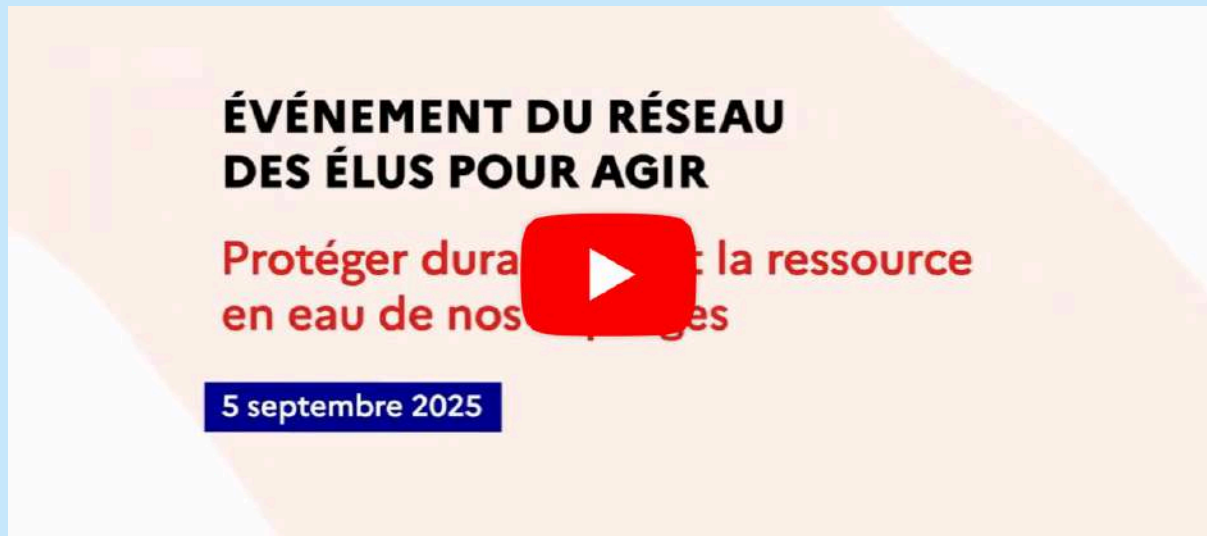 ÉVÉNEMENT DU RÉSEAU
DES ÉLUS POUR AGIR
Protéger la ressource
en eau de nos
5 septembre 2025